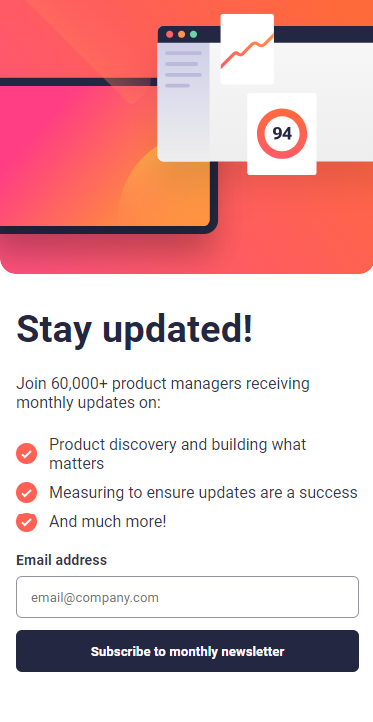 94
Stay updated!
Join 60,000+ product managers receiving
monthly updates on:
Product discovery and building what
matters
Measuring to ensure updates are a success
And much more!
Email address
email@company.com
Subscribe to monthly newsletter